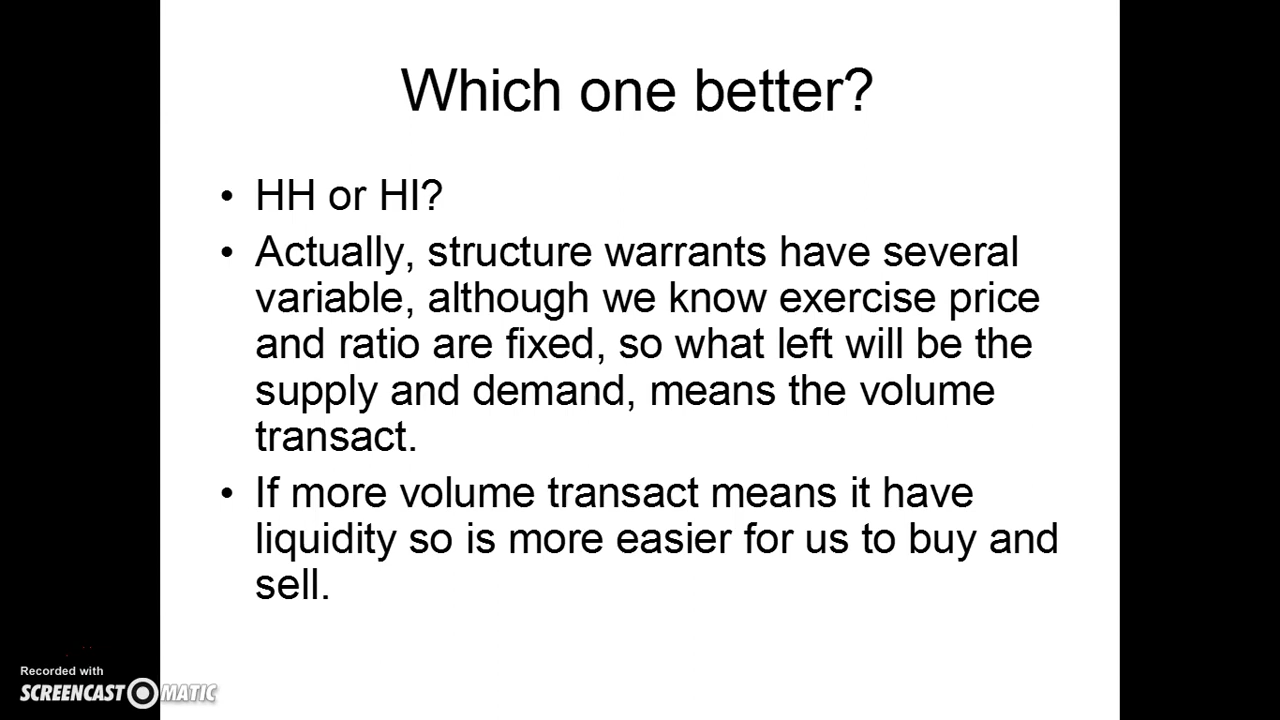 Which one better?
• HH or HI?
• Actually, structure warrants have several
variable, although we know exercise price
and ratio are fixed, so what left will be the
supply and demand, means the volume
transact.
• If more volume transact means it have
liquidity so is more easier for us to buy and
sell.
Recorded with
SCREENCAST MATIC